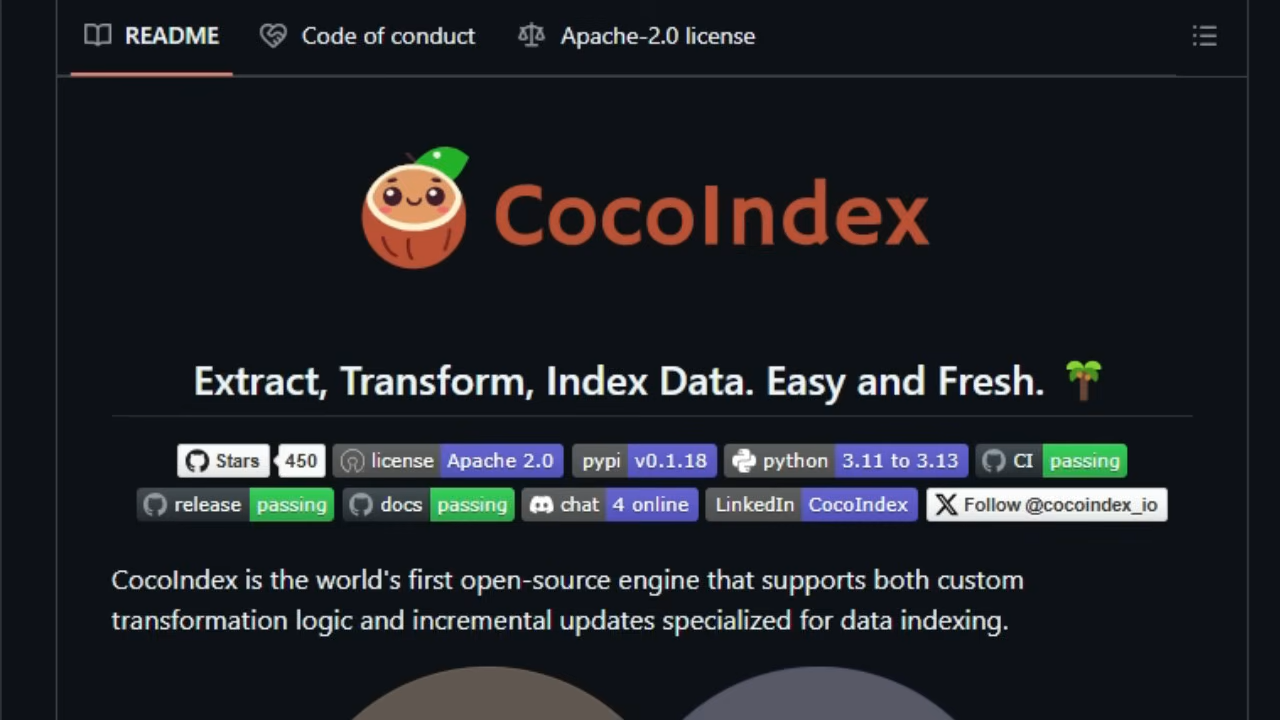 README Code of conduct Apache-2.0 license
CocoIndex
Extract, Transform, Index Data. Easy and Fresh. 🌴
Stars 450 license Apache 2.0 pypi v0.1.18 python 3.11 to 3.13 CI passing
release passing docs passing chat 4 online LinkedIn CocoIndex Follow @cocoindex_io
CocoIndex is the world's first open-source engine that supports both custom
transformation logic and incremental updates specialized for data indexing.